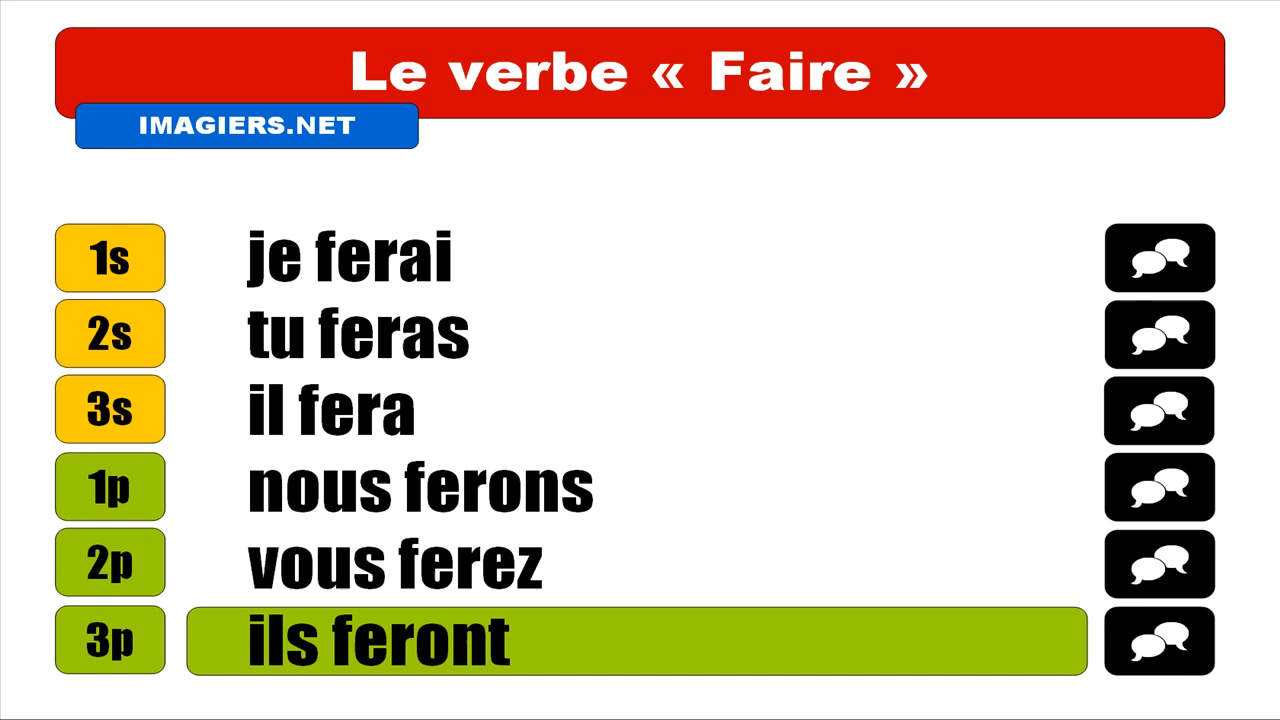 Le verbe « Faire »
IMAGIERS.NET
1s je ferai
2s tu feras
3s il fera
1p nous ferons
2p vous ferez
3p ils feront